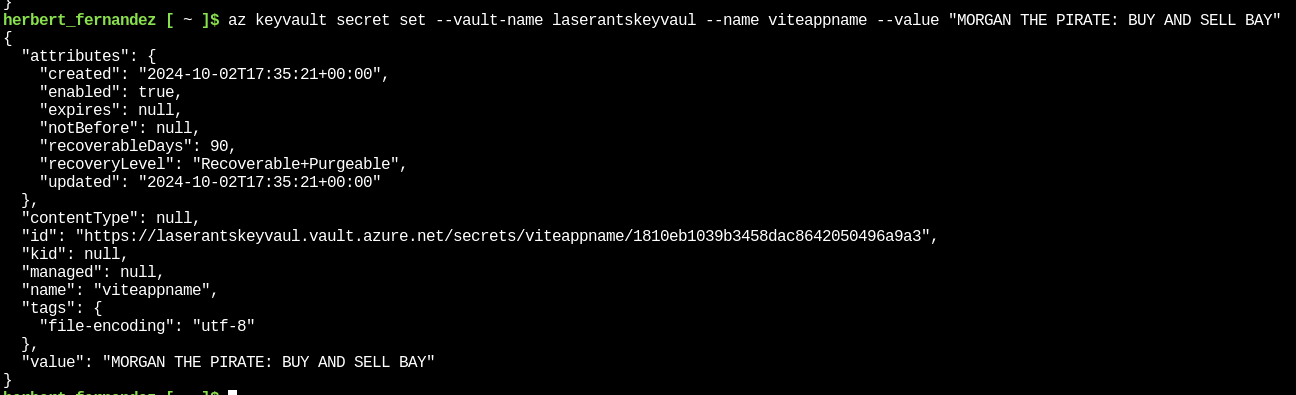 }
herbert_fernandez [ ~ ]$ az keyvault secret set --vault-name laserantskeyvaul --name viteappname --value "MORGAN THE PIRATE: BUY AND SELL BAY"
{
  "attributes": {
    "created": "2024-10-02T17:35:21+00:00",
    "enabled": true,
    "expires": null,
    "notBefore": null,
    "recoverableDays": 90,
    "recoveryLevel": "Recoverable+Purgeable",
    "updated": "2024-10-02T17:35:21+00:00"
  },
  "contentType": null,
  "id": "https://laserantskeyvaul.vault.azure.net/secrets/viteappname/1810eb1039b3458dac8642050496a9a3",
  "kid": null,
  "managed": null,
  "name": "viteappname",
  "tags": {
    "file-encoding": "utf-8"
  },
  "value": "MORGAN THE PIRATE: BUY AND SELL BAY"
}
herbert_fernandez [ ~ ]$